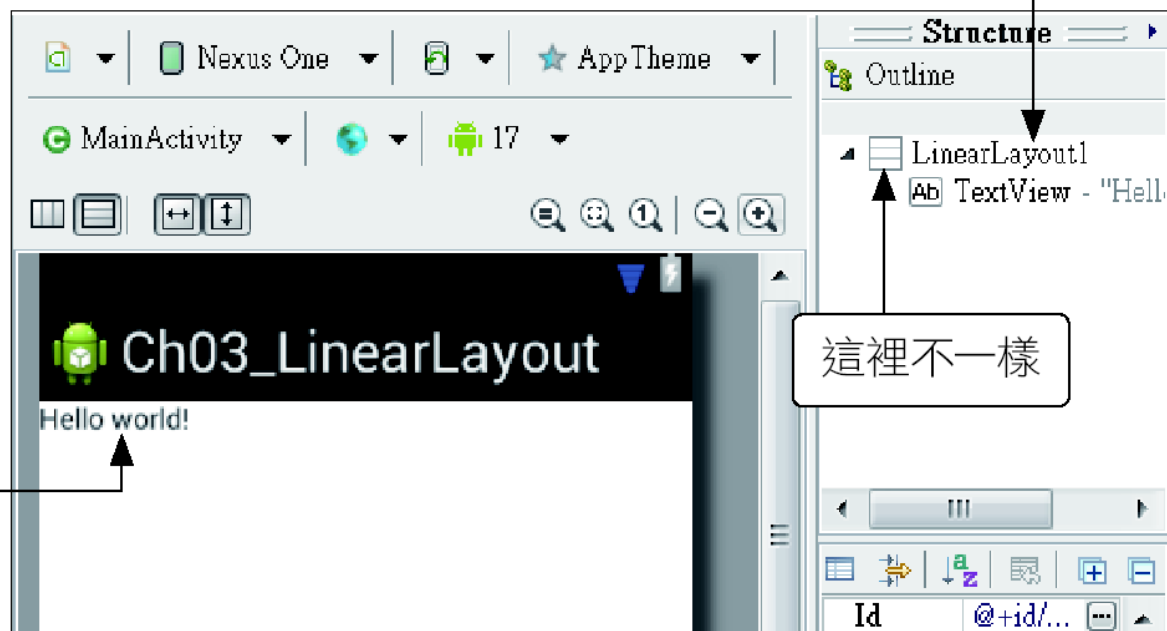 Nexus One AppTheme
MainActivity 17
Ch03_LinearLayout
Hello world!
Structure
Outline
LinearLayout1
Ab TextView - "Hell
這裡不一樣
Id @+id/...